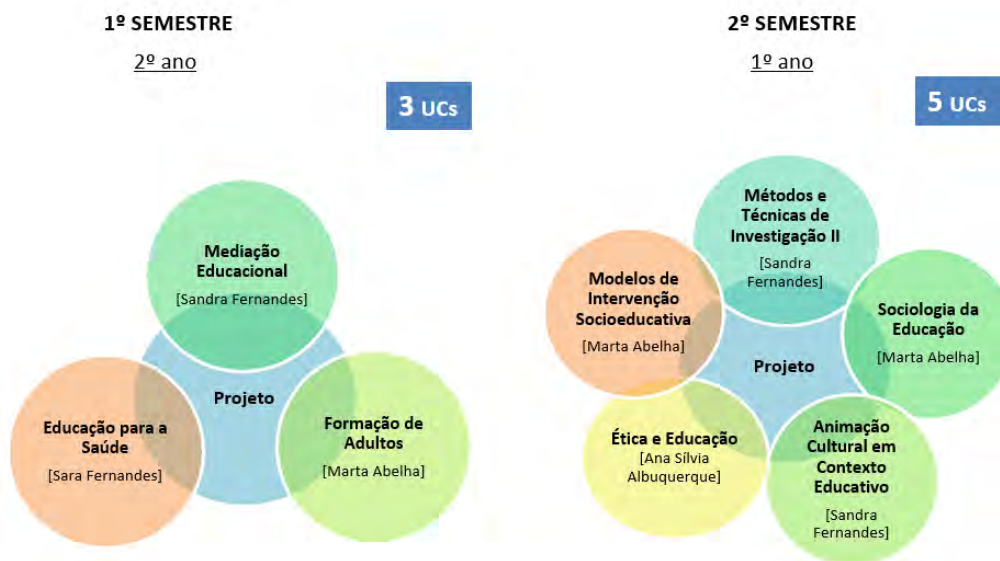 1º SEMESTRE
2º ano
3 UCs
Mediação
Educacional
[Sandra Fernandes]
Projeto
Educação para a
Saúde
[Sara Fernandes]
Formação de
Adultos
[Marta Abelha]
2º SEMESTRE
1º ano
5 UCs
Métodos e
Técnicas de
Investigação II
[Sandra
Fernandes]
Modelos de
Intervenção
Socioeducativa
[Marta Abelha]
Sociologia da
Educação
[Marta Abelha]
Projeto
Ética e Educação
[Ana Sílvia
Albuquerque]
Animação
Cultural em
Contexto
Educativo
[Sandra
Fernandes]